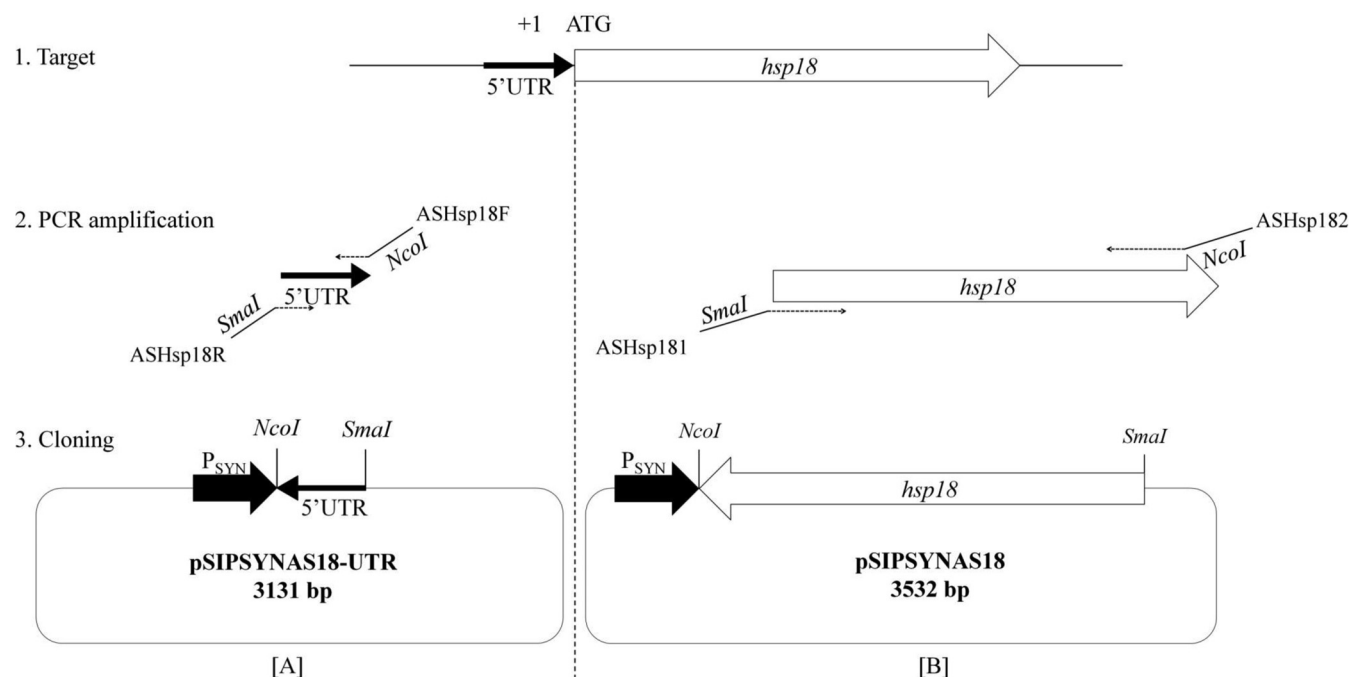 +1 ATG
1. Target
hsp18
5’UTR
2. PCR amplification
ASHsp18F
NcoI
5’UTR
SmaI
ASHsp18R
ASHsp182
NcoI
hsp18
SmaI
ASHsp181
3. Cloning
NcoI SmaI
PSYN
5’UTR
pSIPSYNAS18-UTR
3131 bp
[A]
NcoI SmaI
PSYN
hsp18
pSIPSYNAS18
3532 bp
[B]